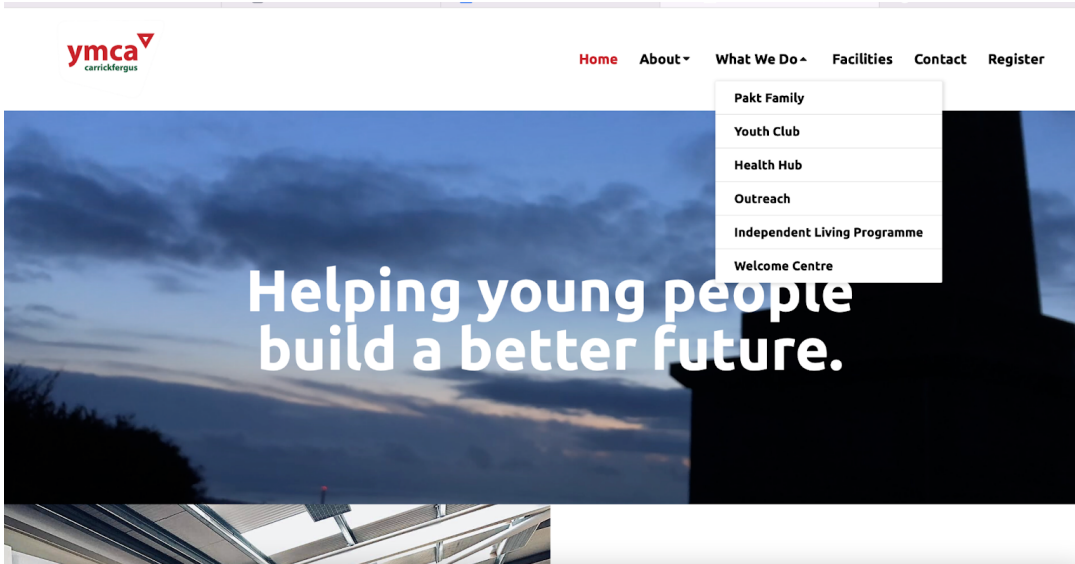 ymca
carrickfergus
Home About What We Do Facilities Contact Register
Pakt Family
Youth Club
Health Hub
Outreach
Independent Living Programme
Welcome Centre
Helping young people
build a better future.